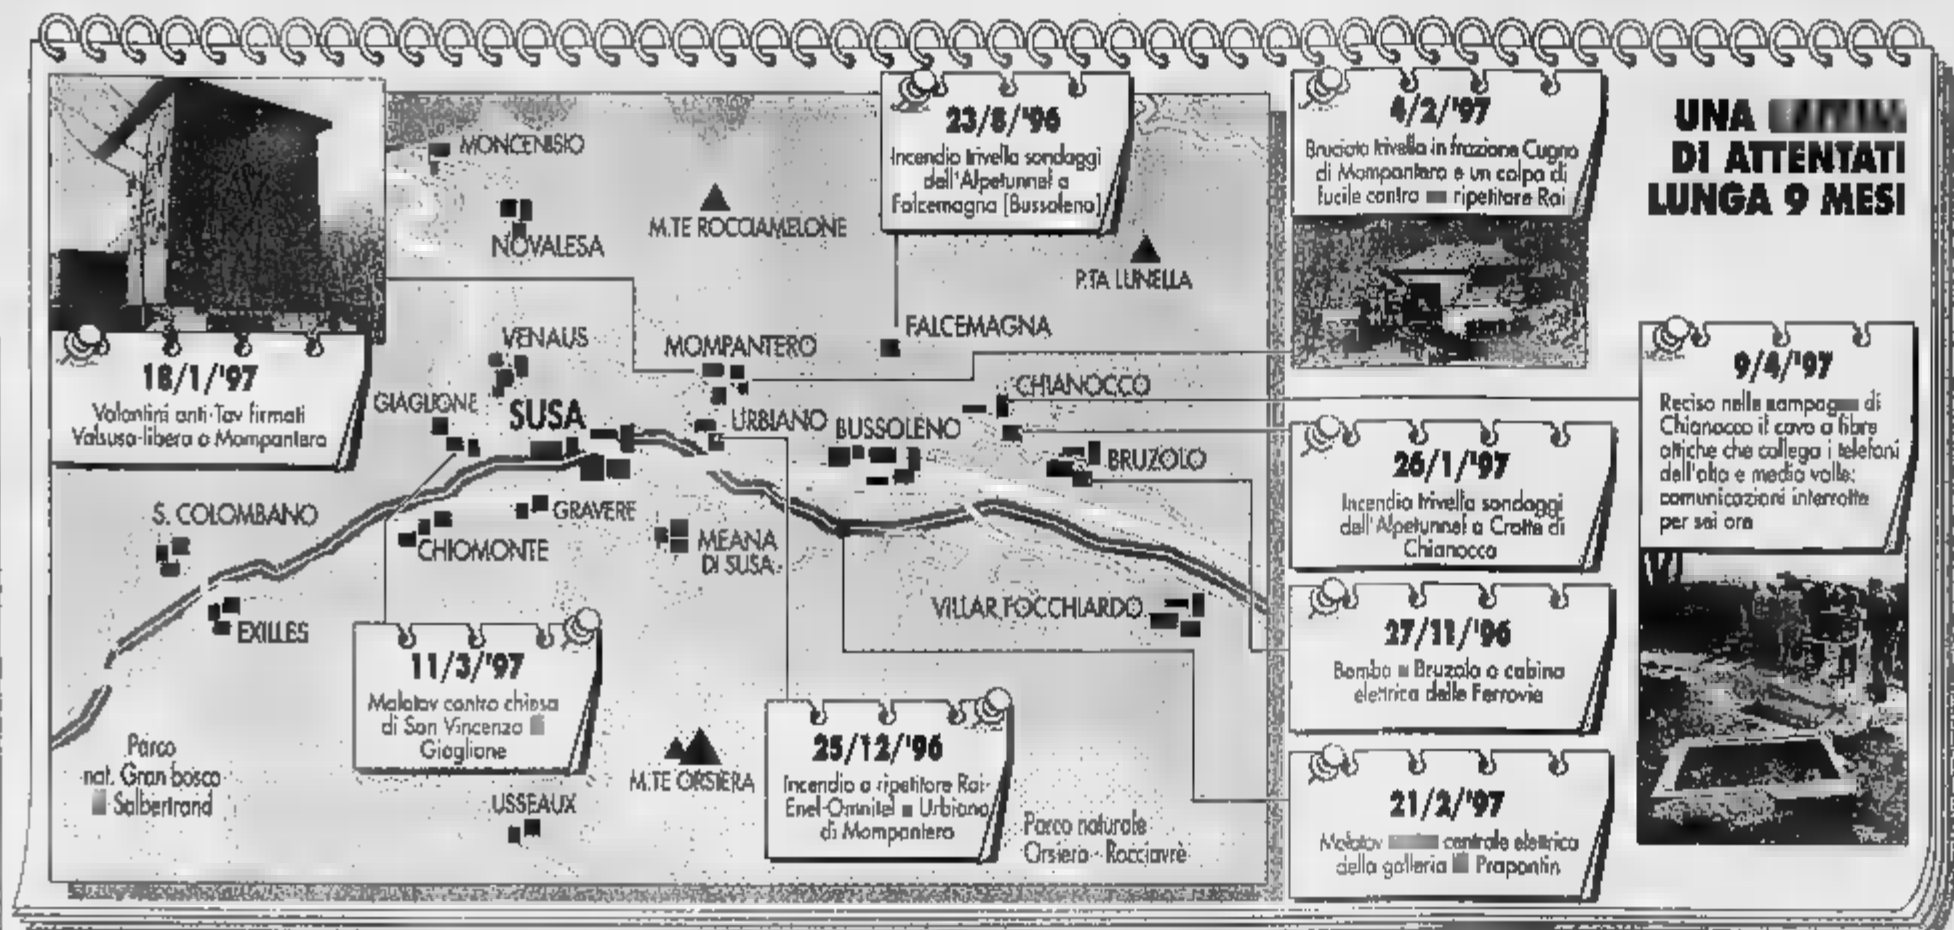 UNA
DI ATTENTATI
LUNGA 9 MESI
18/1/'97
Volantini anti-Tav firmati
Valsusa-libera a Mompantero
23/8/'96
Incendio trivella sondaggi
dell'Alpetunnel a
Falcemagna (Bussoleno)
4/2/'97
Bruciata trivella in frazione Cugno
di Mompantero e un colpo di
fucile contro ripetitore Rai
9/4/'97
Reciso nelle di
Chianocco il cavo a fibre
ottiche che collega i telefoni
dell'alta e media valle:
comunicazioni interrotte
per sei ore
26/1/'97
Incendio trivella sondaggi
dell'Alpetunnel a Crotte di
Chianocco
27/11/'96
Bomba Bruzolo a cabina
elettrica delle Ferrovie
21/2/'97
Molotov centrale elettrica
della galleria Prapontin
11/3/'97
Molotov contro chiesa
di San Vincenzo
Giaglione
25/12/'96
Incendio a ripetitore Rai-
Enel-Omnitel Urbiano
di Mompantero
MONCENISIO
NOVALESA
M.TE ROCCIAMELONE
P.TA LUNELLA
VENAUS
MOMPANTERO
FALCEMAGNA
GIAGLIONE
SUSA
URBIANO
BUSSOLENO
CHIANOCCO
BRUZOLO
S. COLOMBANO
CHIOMONTE
GRAVERE
MEANA
DI SUSA
EXILLES
VILLAR FOCCHIARDO
Parco
nat. Gran bosco
Salbertrand
USSEAUX
M.TE ORSIERA
Parco naturale
Orsiera - Rocciavrè